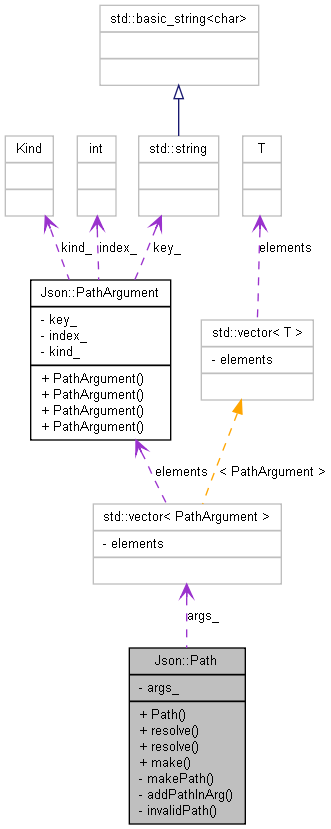 std::basic_string<char>
Kind
int
std::string
T
kind_
index_
key_
elements
Json::PathArgument
- key_
- index_
- kind_
+ PathArgument()
+ PathArgument()
+ PathArgument()
+ PathArgument()
std::vector< T >
- elements
elements
< PathArgument >
std::vector< PathArgument >
- elements
args_
Json::Path
- args_
+ Path()
+ resolve()
+ resolve()
+ make()
- makePath()
- addPathInArg()
- invalidPath()